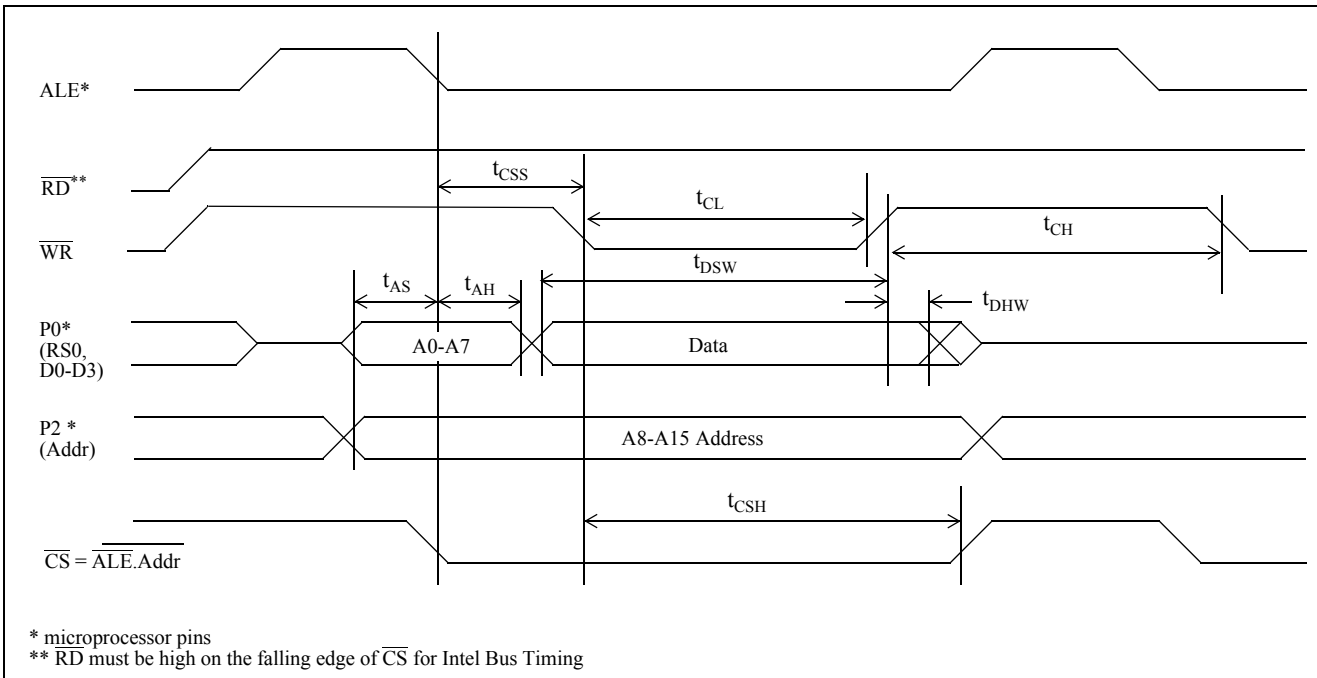 ALE*
RD**
tCSS
tCL
WR
tCH
tDSW
tAS
tAH
tDHW
P0*
(RS0,
D0-D3)
A0-A7
Data
P2 *
(Addr)
A8-A15 Address
tCSH
CS = ALE.Addr
* microprocessor pins
** RD must be high on the falling edge of CS for Intel Bus Timing